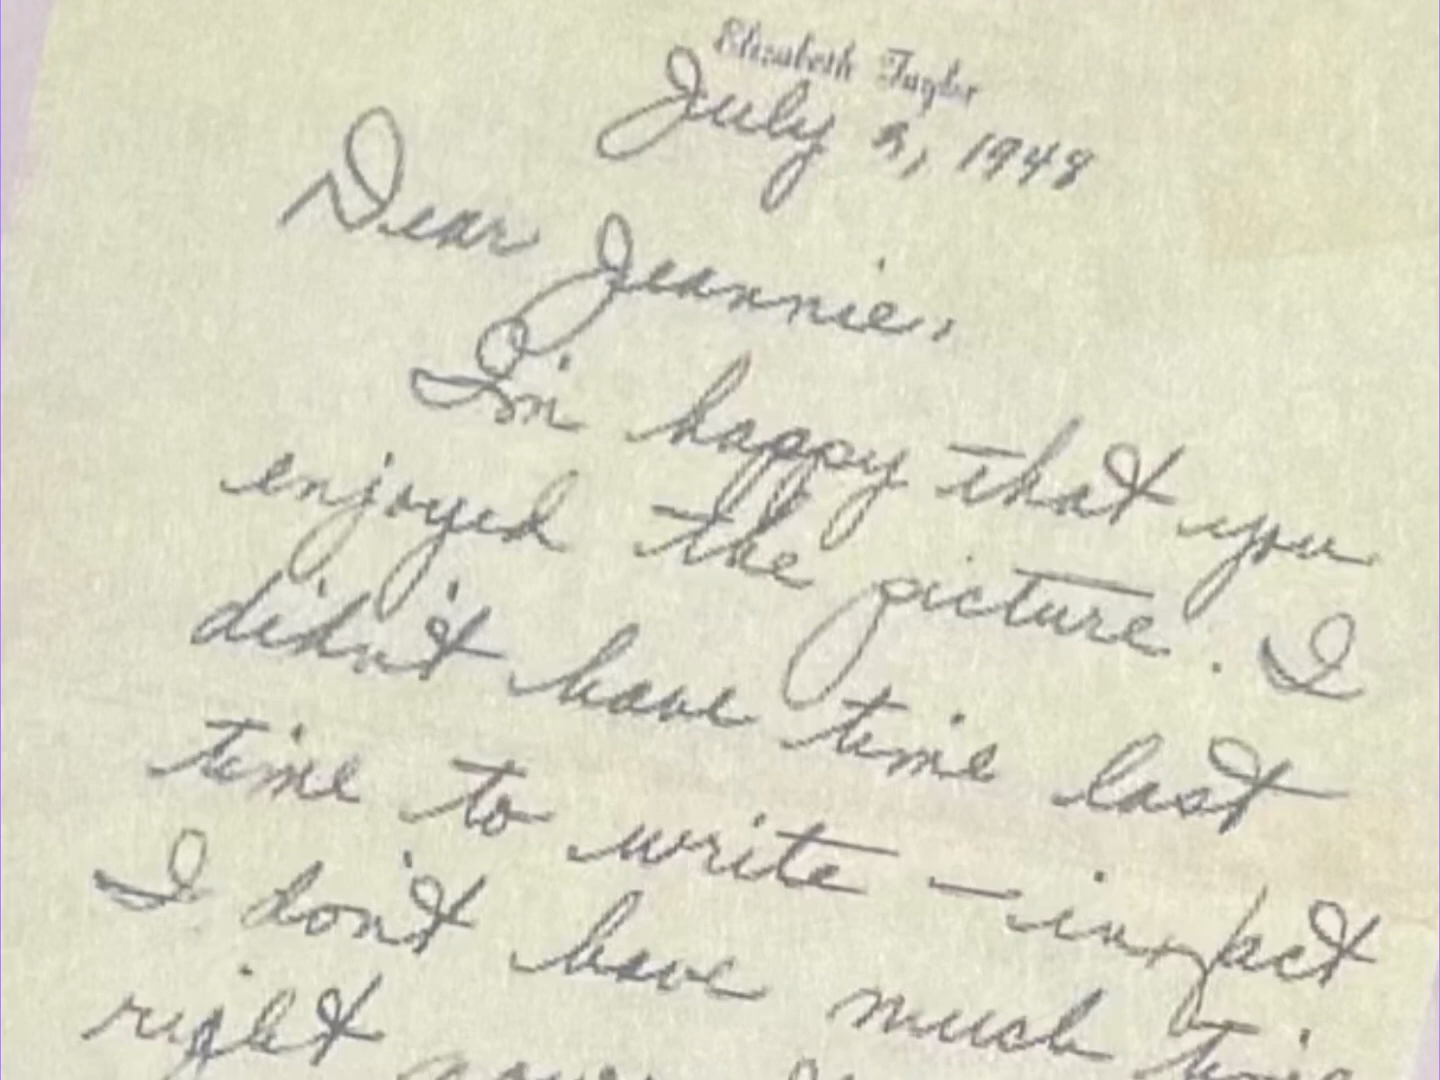 Elizabeth Taylor
July 2, 1948
Dear Jeannie,
I'm happy that you
enjoyed the picture. I
didn't have time last
time to write — in fact
I don't have much time
right